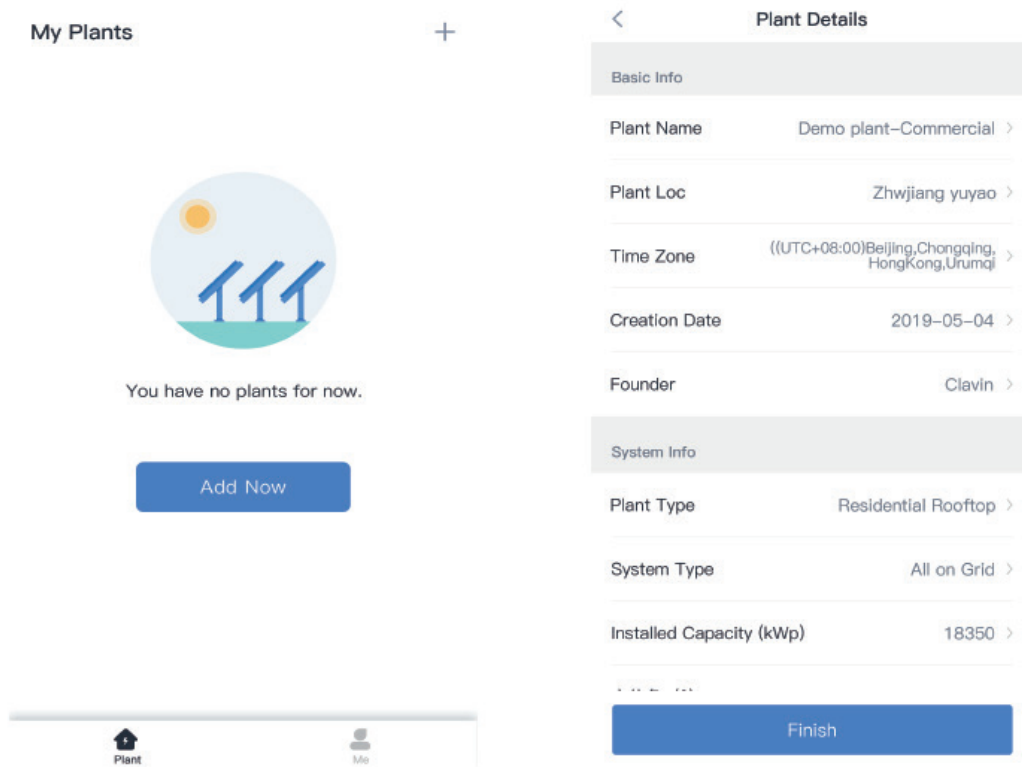 My Plants
You have no plants for now.
Add Now
Plant
Me
Plant Details
Basic Info
Plant Name
Demo plant-Commercial
Plant Loc
Zhwjiang yuyao
Time Zone
((UTC+08:00)Beijing,Chongqing,
HongKong,Urumqi
Creation Date
2019-05-04
Founder
Clavin
System Info
Plant Type
Residential Rooftop
System Type
All on Grid
Installed Capacity (kWp)
18350
Finish